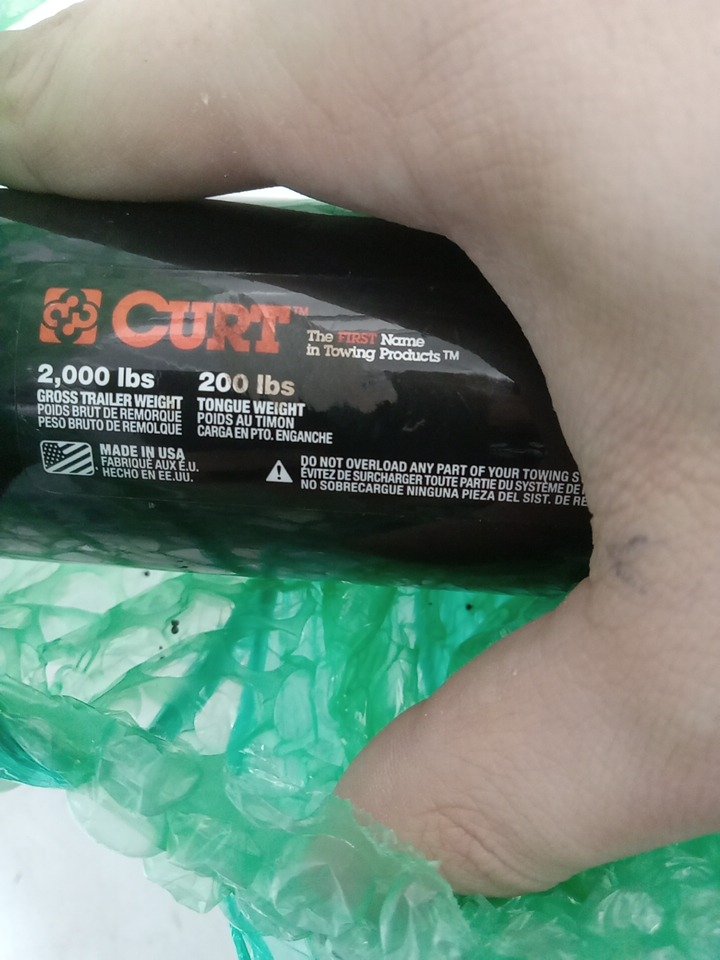 CURT™
The FIRST Name
in Towing Products™
2,000 lbs
GROSS TRAILER WEIGHT
POIDS BRUT DE REMORQUE
PESO BRUTO DE REMOLQUE
200 lbs
TONGUE WEIGHT
POIDS AU TIMON
CARGA EN PTO. ENGANCHE
MADE IN USA
FABRIQUÉ AUX É.U.
HECHO EN EE.UU.
DO NOT OVERLOAD ANY PART OF YOUR TOWING
ÉVITEZ DE SURCHARGER TOUTE PARTIE DU SYSTÈME DE
NO SOBRECARGUE NINGUNA PIEZA DEL SIST. DE